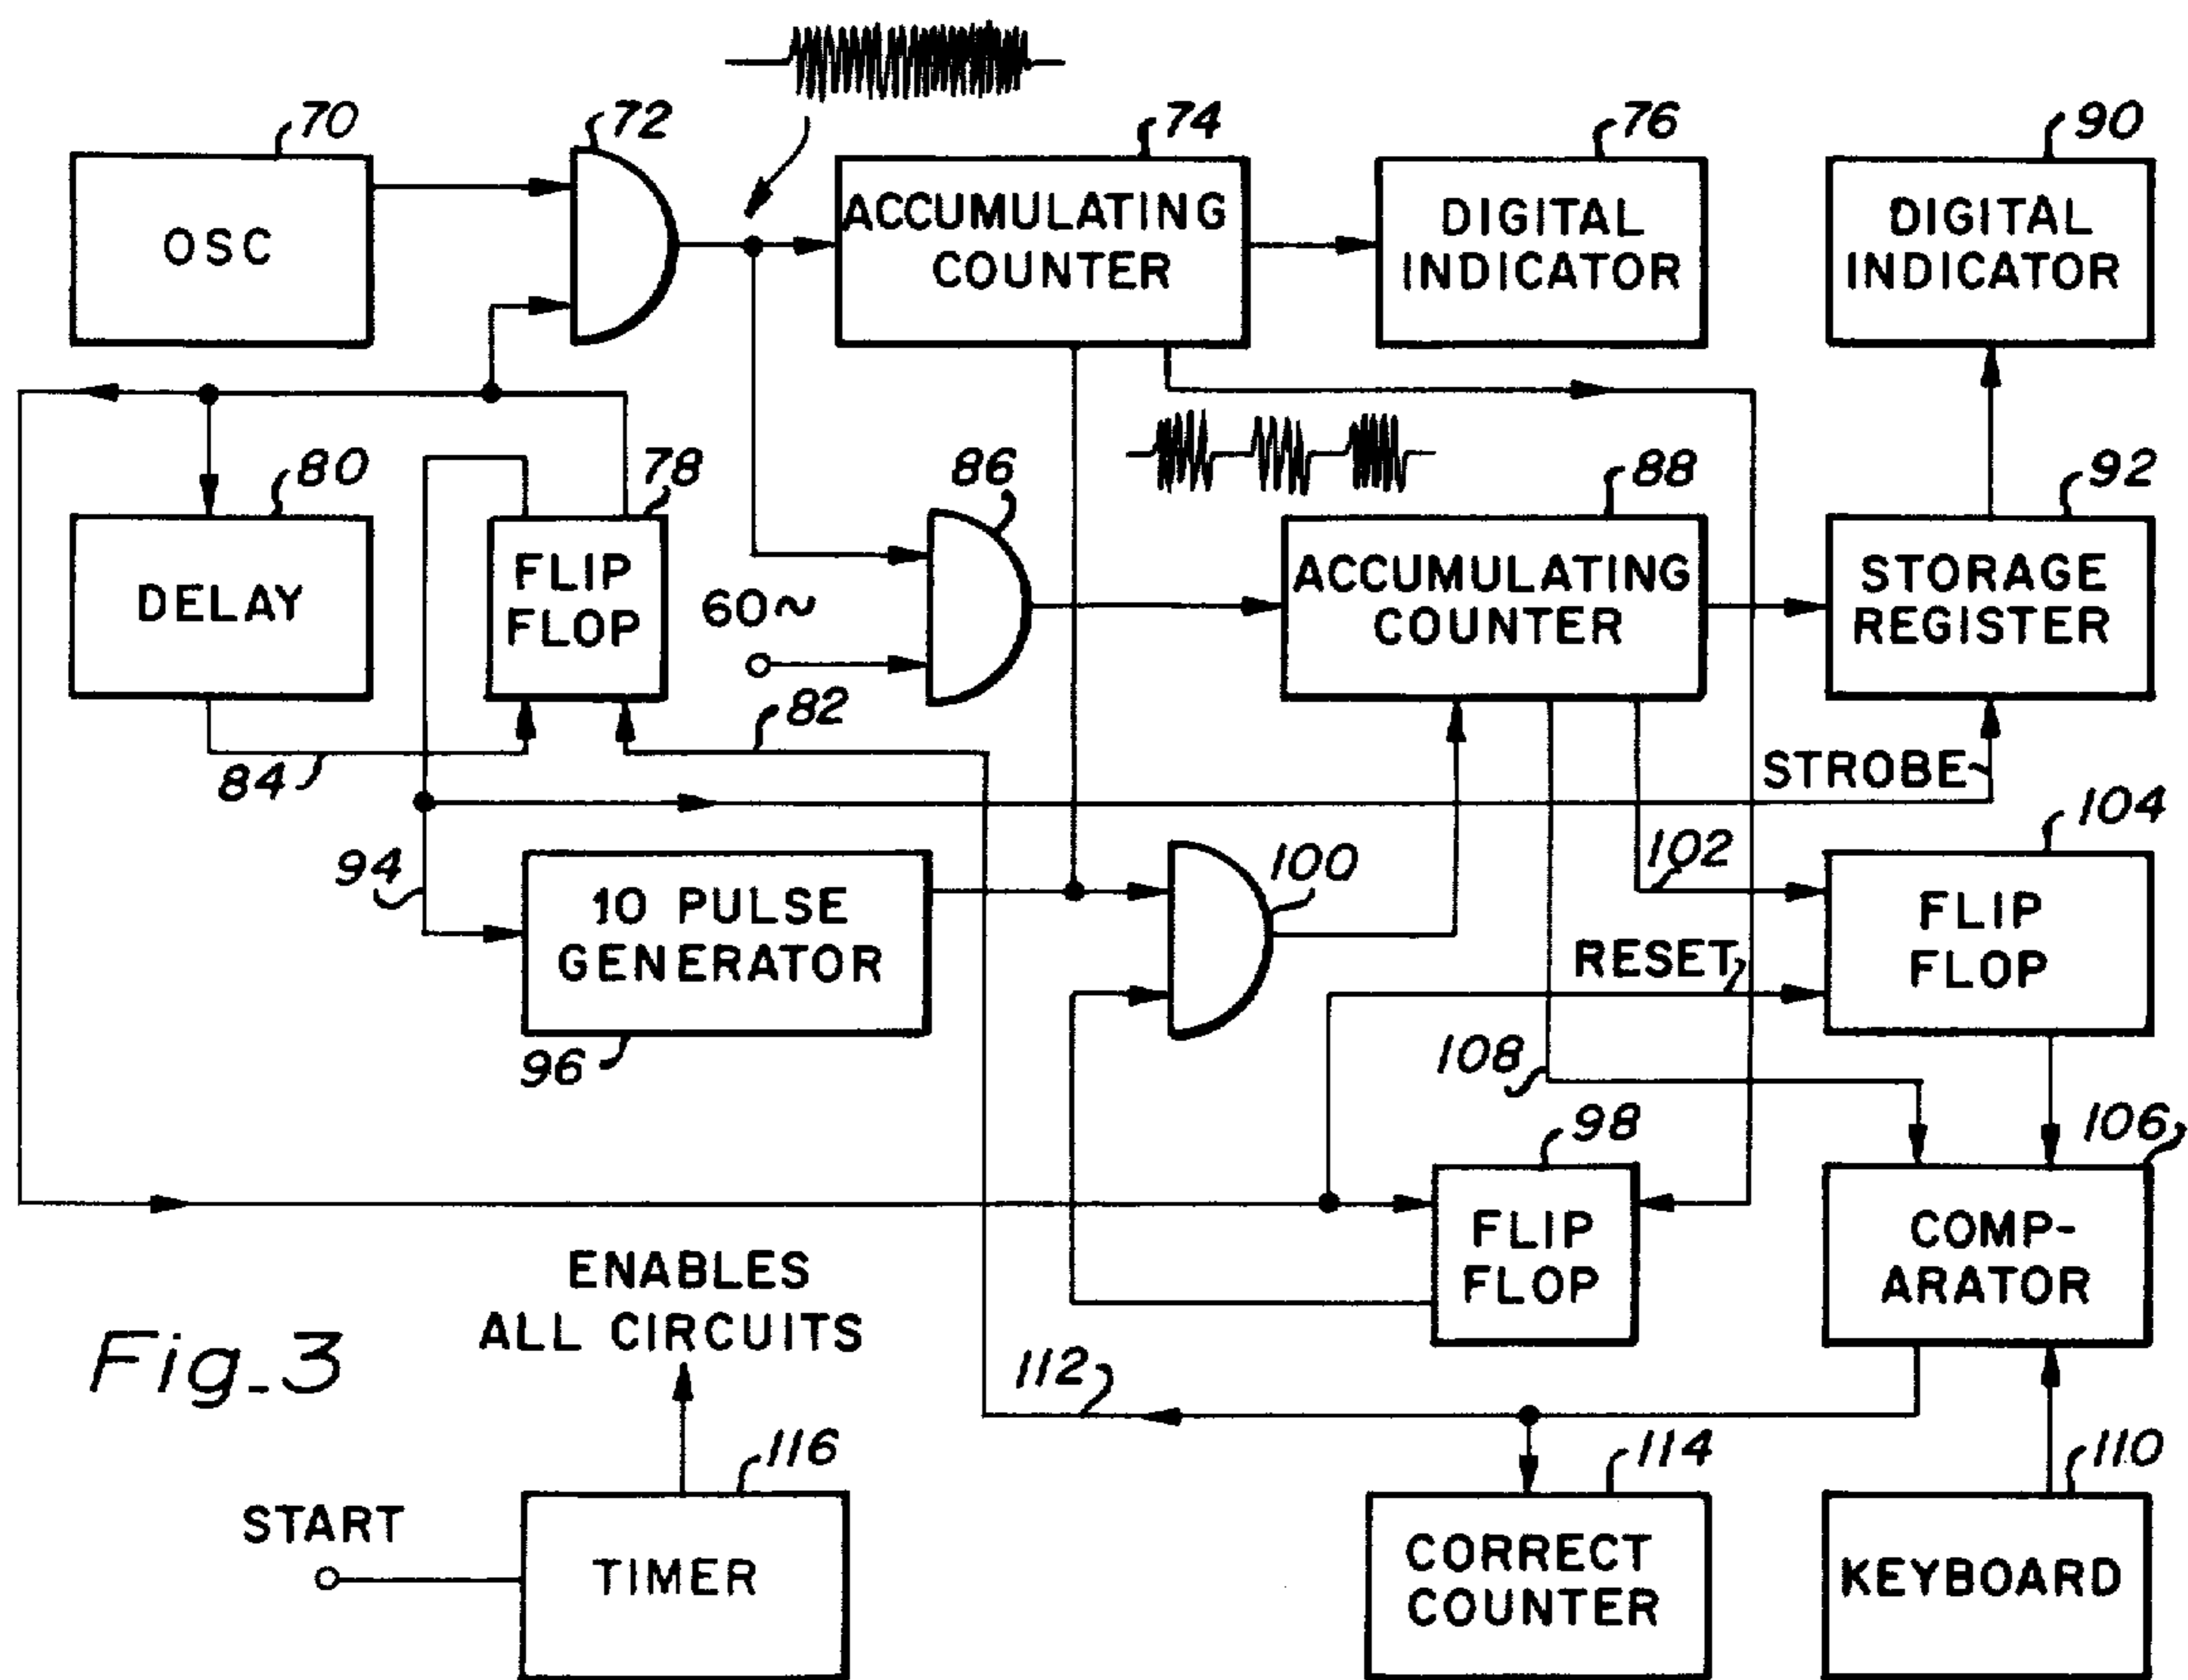 70
72
74
76
90
OSC
ACCUMULATING
COUNTER
DIGITAL
INDICATOR
DIGITAL
INDICATOR
80
78
86
88
92
DELAY
FLIP
FLOP
60~
ACCUMULATING
COUNTER
STORAGE
REGISTER
84
82
STROBE
94
10 PULSE
GENERATOR
96
100
102
104
FLIP
FLOP
RESET
108
98
106
FLIP
FLOP
COMP-
ARATOR
ENABLES
ALL CIRCUITS
Fig_3
112
116
114
110
START
TIMER
CORRECT
COUNTER
KEYBOARD